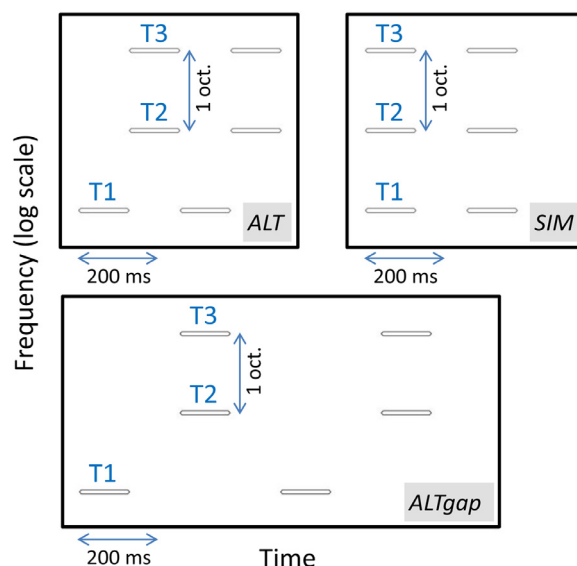 T3
T3
1 oct.
1 oct.
T2
T2
T1
T1
ALT
SIM
200 ms
200 ms
Frequency (log scale)
T3
1 oct.
T2
T1
ALTgap
200 ms
Time